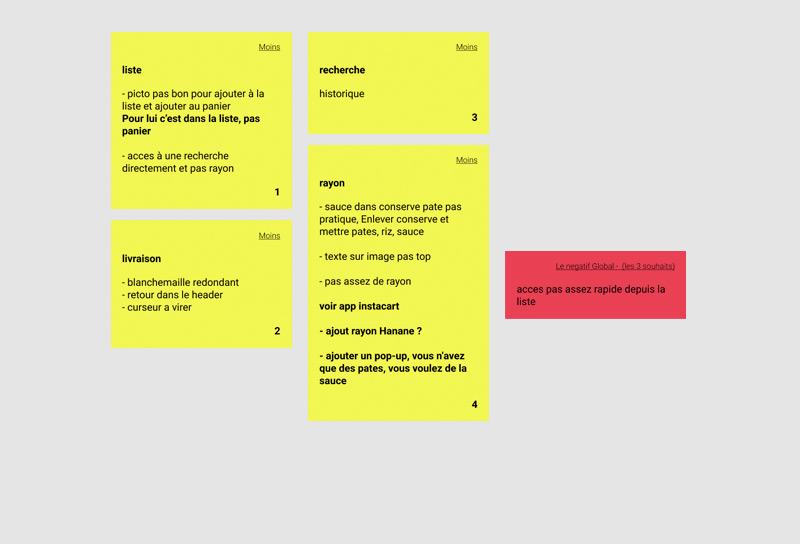 Moins
liste
- picto pas bon pour ajouter à la
liste et ajouter au panier
Pour lui c'est dans la liste, pas
panier
- acces à une recherche
directement et pas rayon
1
Moins
livraison
- blanchemaille redondant
- retour dans le header
- curseur a virer
2
Moins
recherche
historique
3
Moins
rayon
- sauce dans conserve pate pas
pratique, Enlever conserve et
mettre pates, riz, sauce
- texte sur image pas top
- pas assez de rayon
voir app instacart
- ajout rayon Hanane ?
- ajouter un pop-up, vous n'avez
que des pates, vous voulez de la
sauce
4
Le negatif Global - (les 3 souhaits)
acces pas assez rapide depuis la
liste